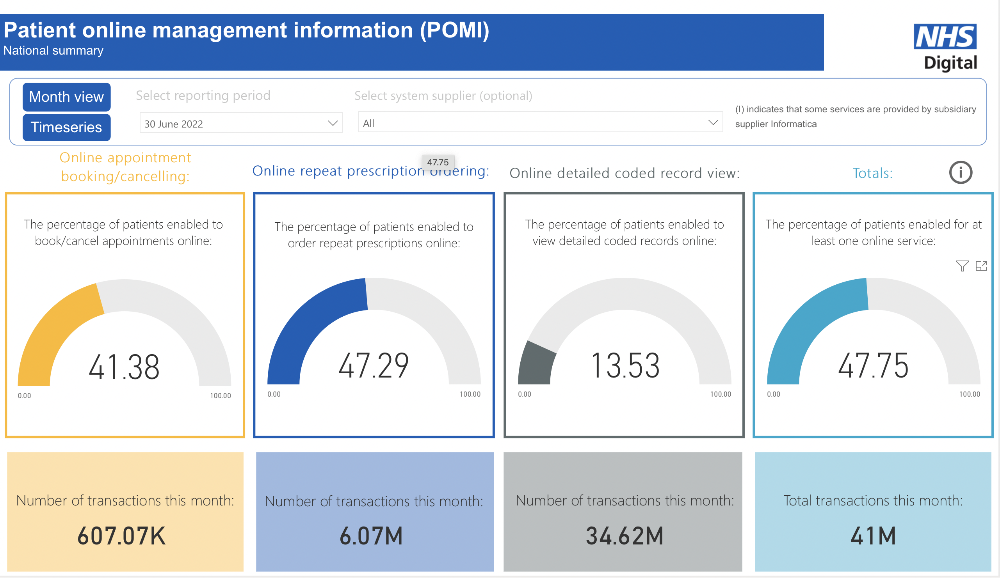 Patient online management information (POMI)
National summary
NHS
Digital
Month view
Timeseries
Select reporting period
30 June 2022
Select system supplier (optional)
All
(I) indicates that some services are provided by subsidiary
supplier Informatica
Online appointment
booking/cancelling:
47.75
Online repeat prescription ordering:
Online detailed coded record view:
Totals:
i
The percentage of patients enabled to
book/cancel appointments online:
41.38
0.00
100.00
The percentage of patients enabled to
order repeat prescriptions online:
47.29
0.00
100.00
The percentage of patients enabled to
view detailed coded records online:
13.53
0.00
100.00
The percentage of patients enabled for at
least one online service:
47.75
0.00
100.00
Number of transactions this month:
607.07K
Number of transactions this month:
6.07M
Number of transactions this month:
34.62M
Total transactions this month:
41M